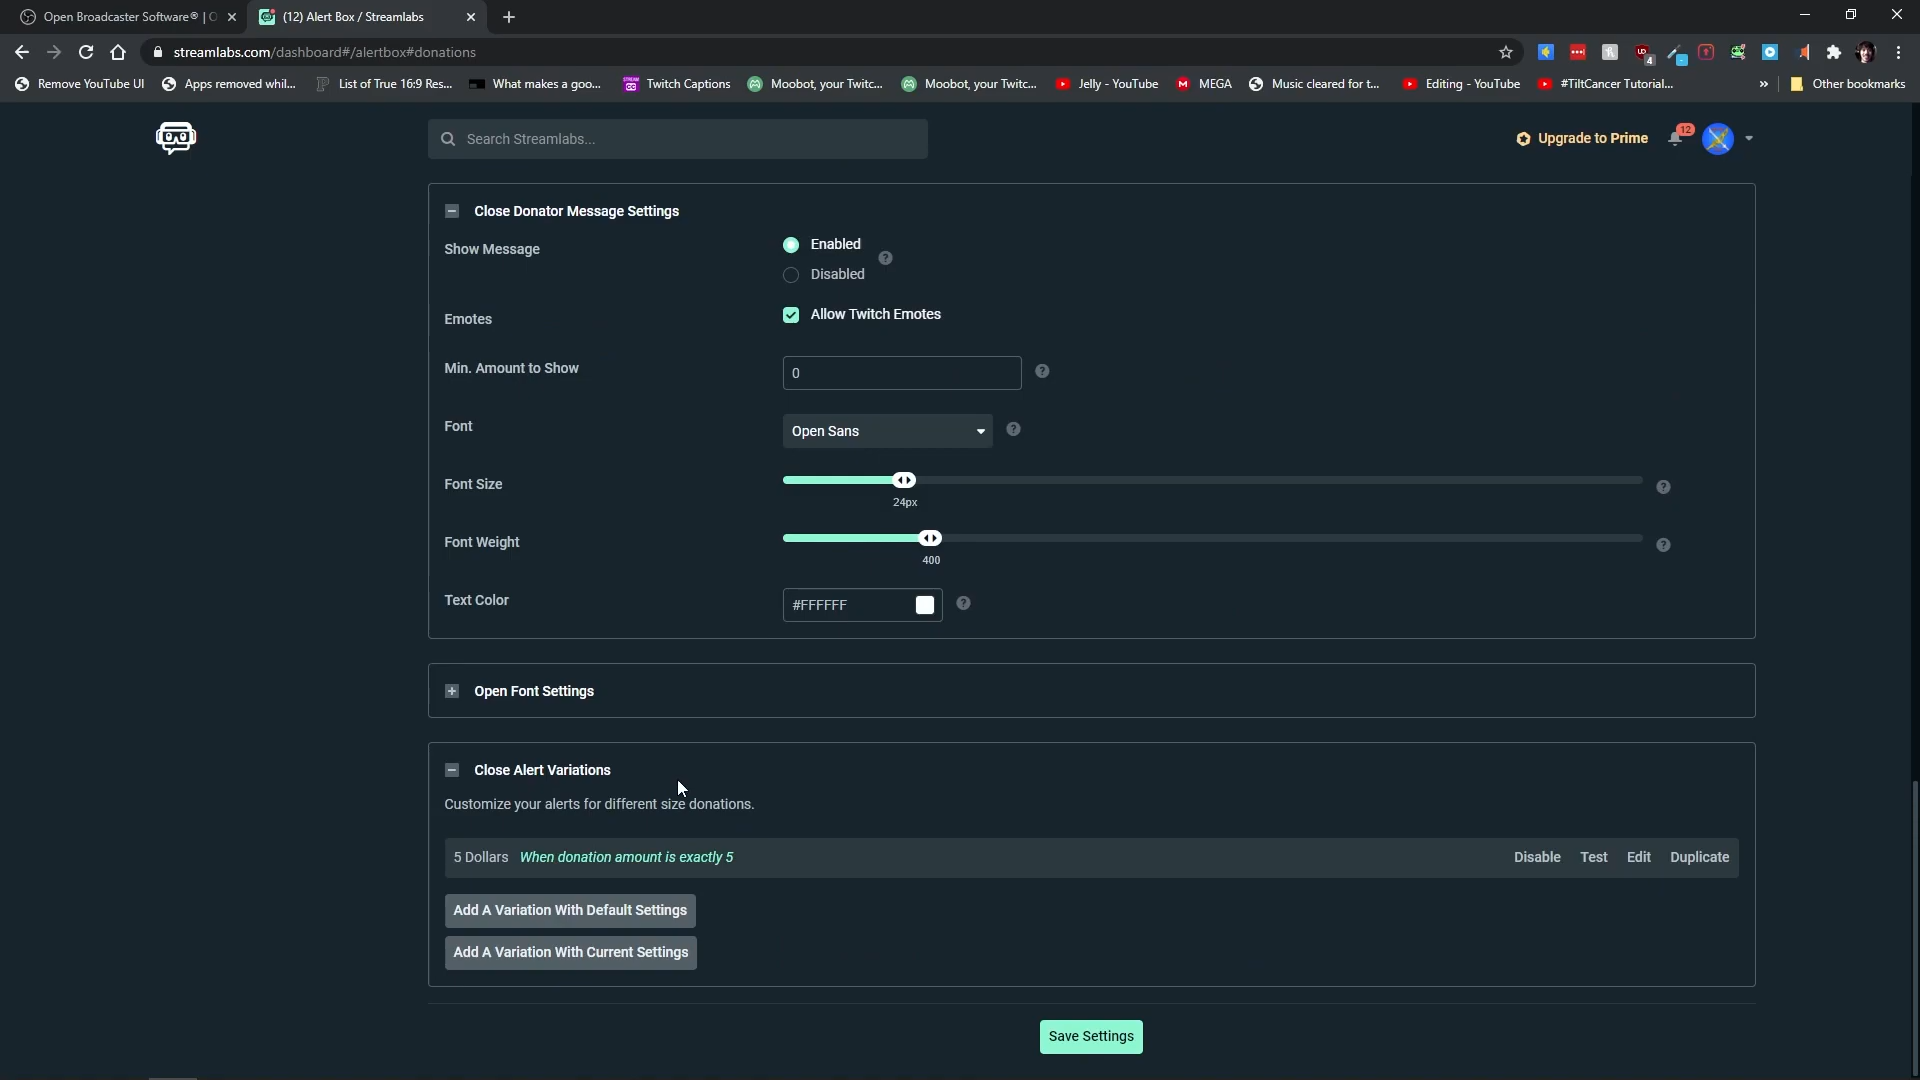 Open Broadcaster Software® | O
(12) Alert Box / Streamlabs
streamlabs.com/dashboard#/alertbox#donations
4
Remove YouTube UI
Apps removed whil...
List of True 16:9 Res...
What makes a goo...
Twitch Captions
Moobot, your Twitc...
Moobot, your Twitc...
Jelly - YouTube
MEGA
Music cleared for t...
Editing - YouTube
#TiltCancer Tutorial...
»
Other bookmarks
Search Streamlabs...
Upgrade to Prime
12
Close Donator Message Settings
Show Message
Enabled
Disabled
Emotes
Allow Twitch Emotes
Min. Amount to Show
0
Font
Open Sans
Font Size
24px
Font Weight
400
Text Color
#FFFFFF
Open Font Settings
Close Alert Variations
Customize your alerts for different size donations.
5 Dollars When donation amount is exactly 5
Disable Test Edit Duplicate
Add A Variation With Default Settings
Add A Variation With Current Settings
Save Settings